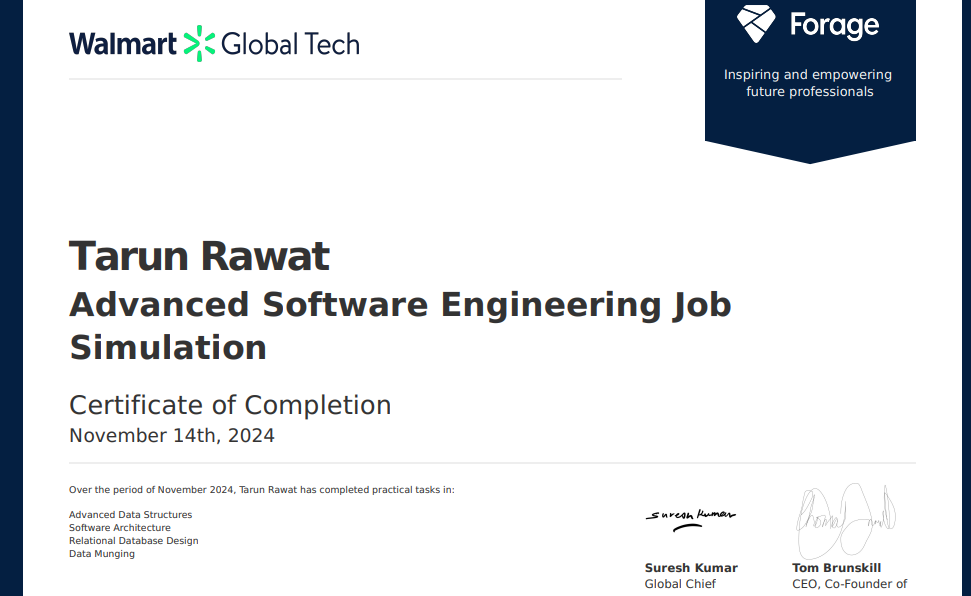 Walmart Global Tech
Forage
Inspiring and empowering
future professionals
Tarun Rawat
Advanced Software Engineering Job
Simulation
Certificate of Completion
November 14th, 2024
Over the period of November 2024, Tarun Rawat has completed practical tasks in:
Advanced Data Structures
Software Architecture
Relational Database Design
Data Munging
Suresh Kumar
Suresh Kumar
Global Chief
Tom Brunskill
CEO, Co-Founder of